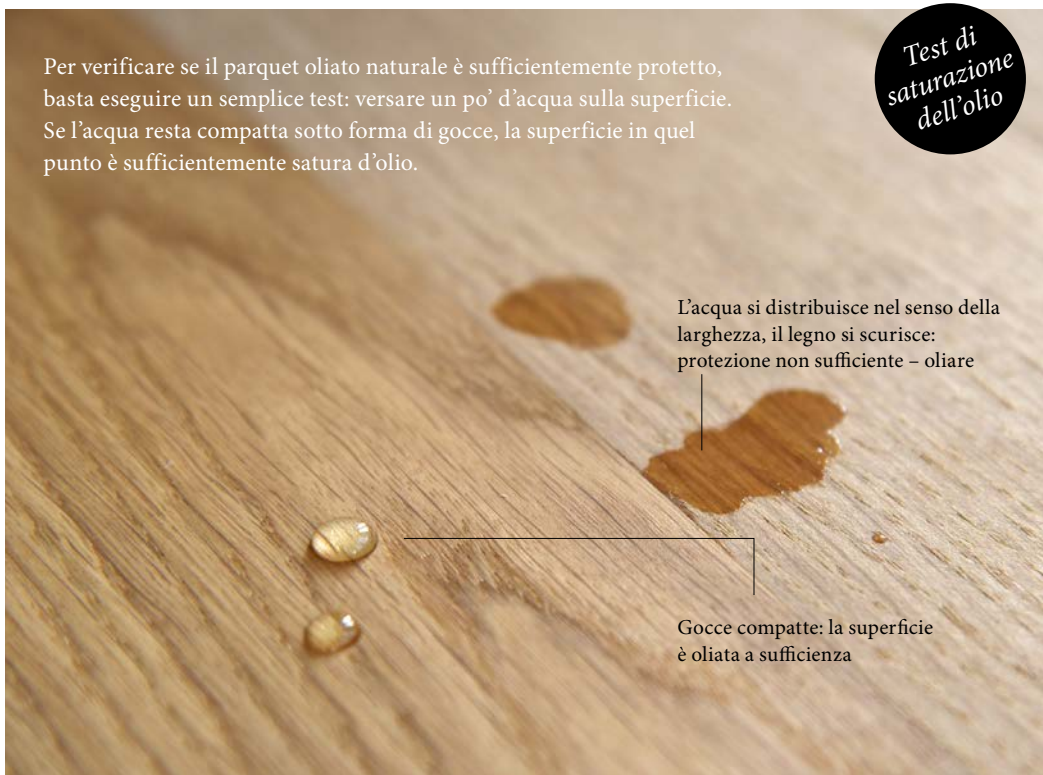 Per verificare se il parquet oliato naturale è sufficientemente protetto,
basta eseguire un semplice test: versare un po’ d’acqua sulla superficie.
Se l’acqua resta compatta sotto forma di gocce, la superficie in quel
punto è sufficientemente satura d’olio.
Test di
saturazione
dell’olio
L’acqua si distribuisce nel senso della
larghezza, il legno si scurisce:
protezione non sufficiente – oliare
Gocce compatte: la superficie
è oliata a sufficienza